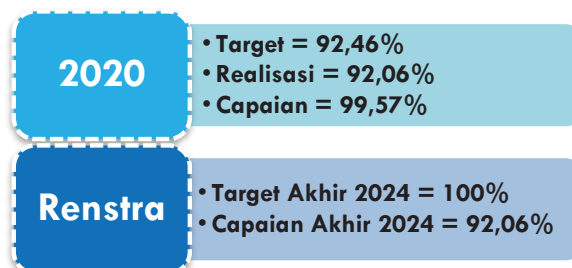 2020
• Target = 92,46%
• Realisasi = 92,06%
• Capaian = 99,57%
Renstra
• Target Akhir 2024 = 100%
• Capaian Akhir 2024 = 92,06%